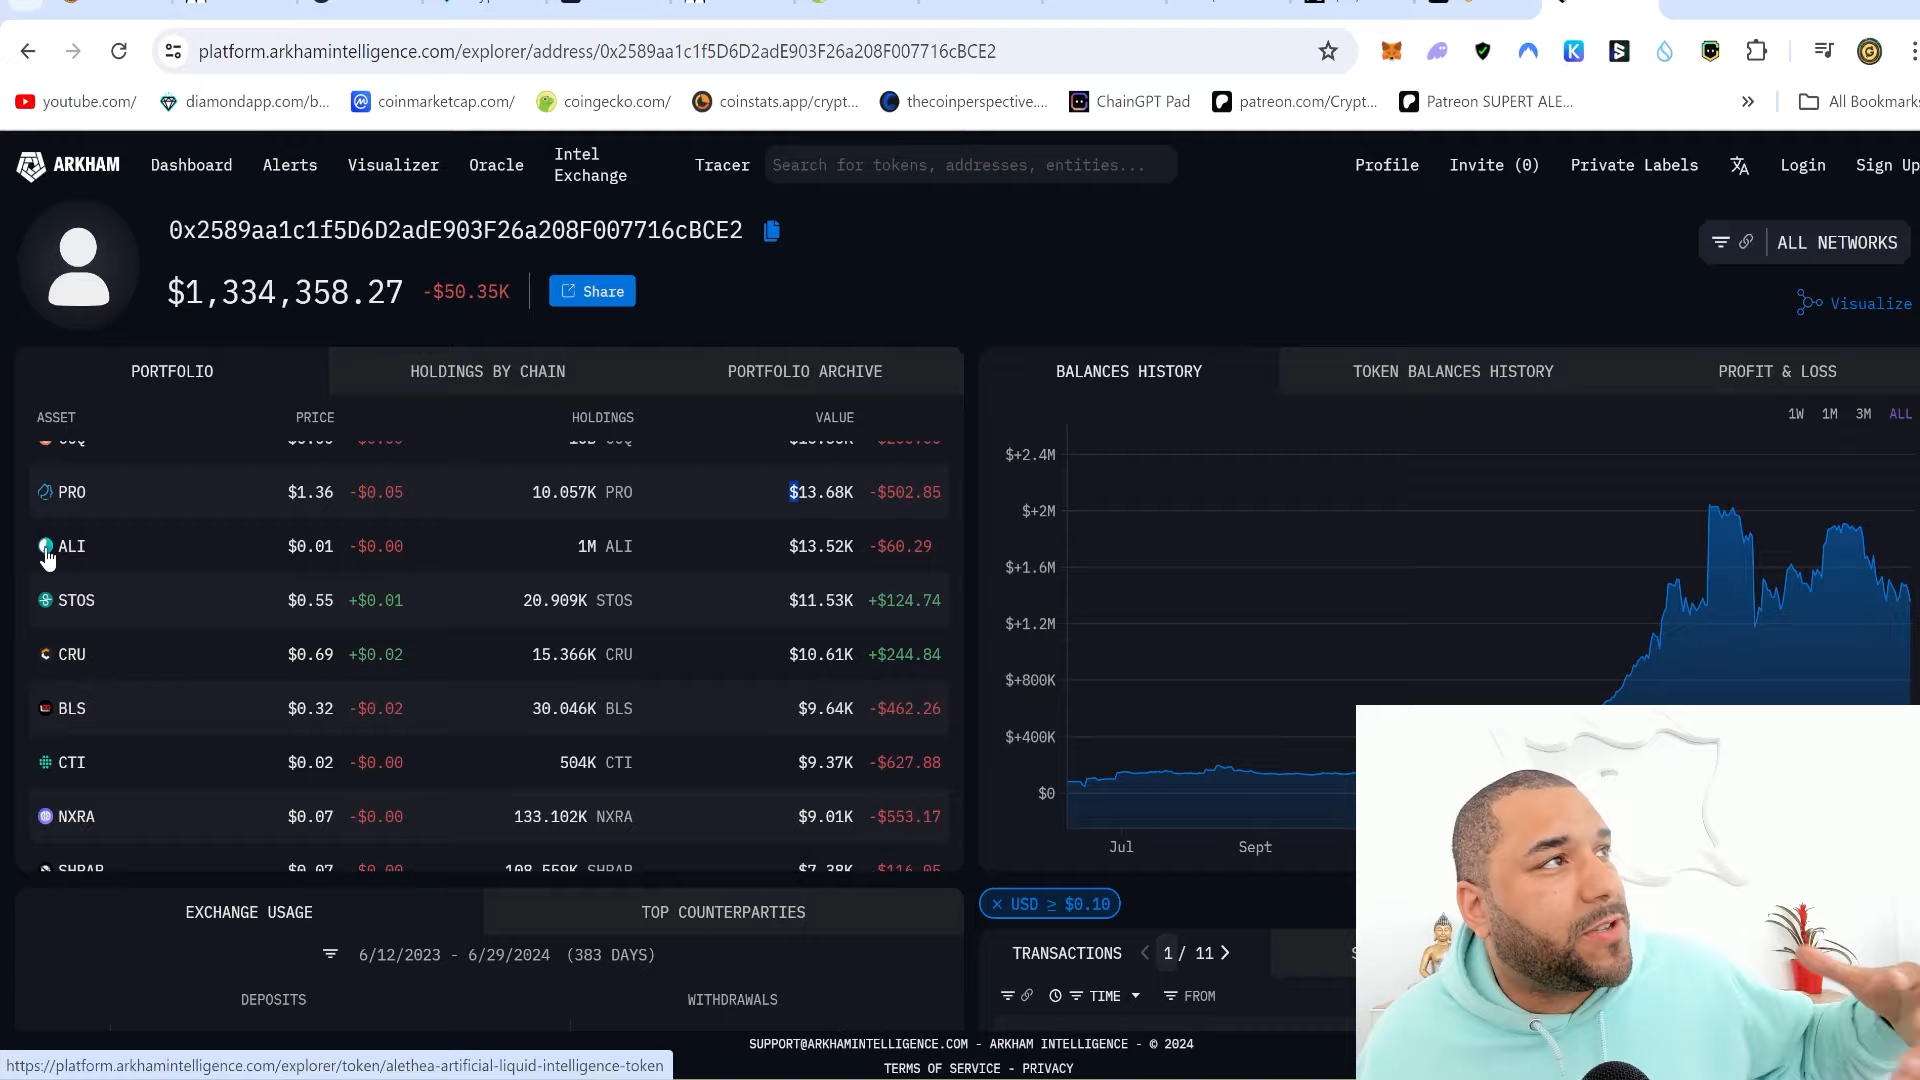 platform.arkhamintelligence.com/explorer/address/0x2589aa1c1f5D6D2adE903F26a208F007716cBCE2
youtube.com/ diamondapp.com/b... coinmarketcap.com/ coingecko.com/ coinstats.app/crypt... thecoinperspective.... ChainGPT Pad patreon.com/Crypt... Patreon SUPERT ALE... » All Bookmarks
ARKHAM Dashboard Alerts Visualizer Oracle Intel Exchange Tracer Search for tokens, addresses, entities... Profile Invite (0) Private Labels Login Sign Up
0x2589aa1c1f5D6D2adE903F26a208F007716cBCE2
ALL NETWORKS
$1,334,358.27 -$50.35K Share
Visualize
PORTFOLIO HOLDINGS BY CHAIN PORTFOLIO ARCHIVE
ASSET PRICE HOLDINGS VALUE
PRO $1.36 -$0.05 10.057K PRO $13.68K -$502.85
ALI $0.01 -$0.00 1M ALI $13.52K -$60.29
STOS $0.55 +$0.01 20.909K STOS $11.53K +$124.74
CRU $0.69 +$0.02 15.366K CRU $10.61K +$244.84
BLS $0.32 -$0.02 30.046K BLS $9.64K -$462.26
CTI $0.02 -$0.00 504K CTI $9.37K -$627.88
NXRA $0.07 -$0.00 133.102K NXRA $9.01K -$553.17
BALANCES HISTORY TOKEN BALANCES HISTORY PROFIT & LOSS
1W 1M 3M ALL
$+2.4M
$+2M
$+1.6M
$+1.2M
$+800K
$+400K
$0
Jul Sept
EXCHANGE USAGE TOP COUNTERPARTIES
6/12/2023 - 6/29/2024 (383 DAYS)
DEPOSITS WITHDRAWALS
× USD ≥ $0.10
TRANSACTIONS < 1 / 11 >
TIME FROM
SUPPORT@ARKHAMINTELLIGENCE.COM - ARKHAM INTELLIGENCE - © 2024
TERMS OF SERVICE - PRIVACY
https://platform.arkhamintelligence.com/explorer/token/alethea-artificial-liquid-intelligence-token